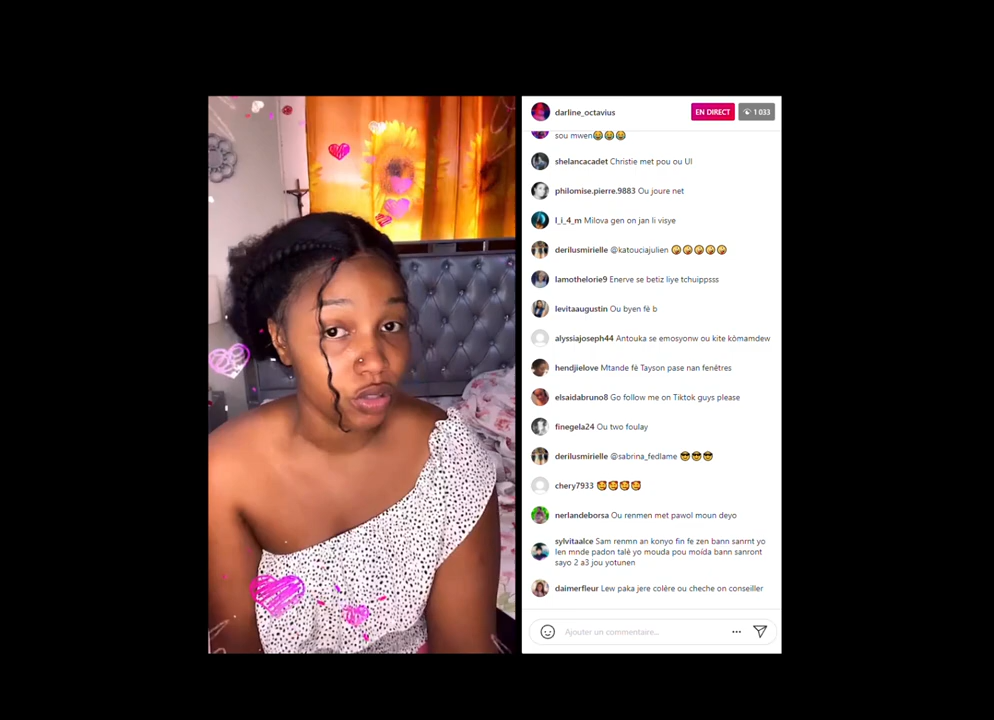 darline_octavius
EN DIRECT
1 033
sou mwen😂😂😂
shelancacadet Christie met pou ou UI
philomise.pierre.9883 Ou joure net
l_i_4_m Milova gen on jan li visye
derilusmirielle @katouciajulien 🤪🤪🤪🤪🤪
lamothelorie9 Enerve se betiz liye tchuippsss
levitaaugustin Ou byen fè b
alyssiajoseph44 Antouka se emosyonw ou kite kòmamdew
hendjielove Mtande fè Tayson pase nan fenêtres
elsaidabruno8 Go follow me on Tiktok guys please
finegela24 Ou two foulay
derilusmirielle @sabrina_fedlame 😎😎😎
chery7933 🥰🥰🥰🥰
nerlandeborsa Ou renmen met pawol moun deyo
sylvitaalce Sam renmn an konyo fin fe zen bann sanrnt yo
len mnde padon talè yo mouda pou moída bann sanront
sayo 2 a3 jou yotunen
daimerfleur Lew paka jere colére ou cheche on conseiller
Ajouter un commentaire...